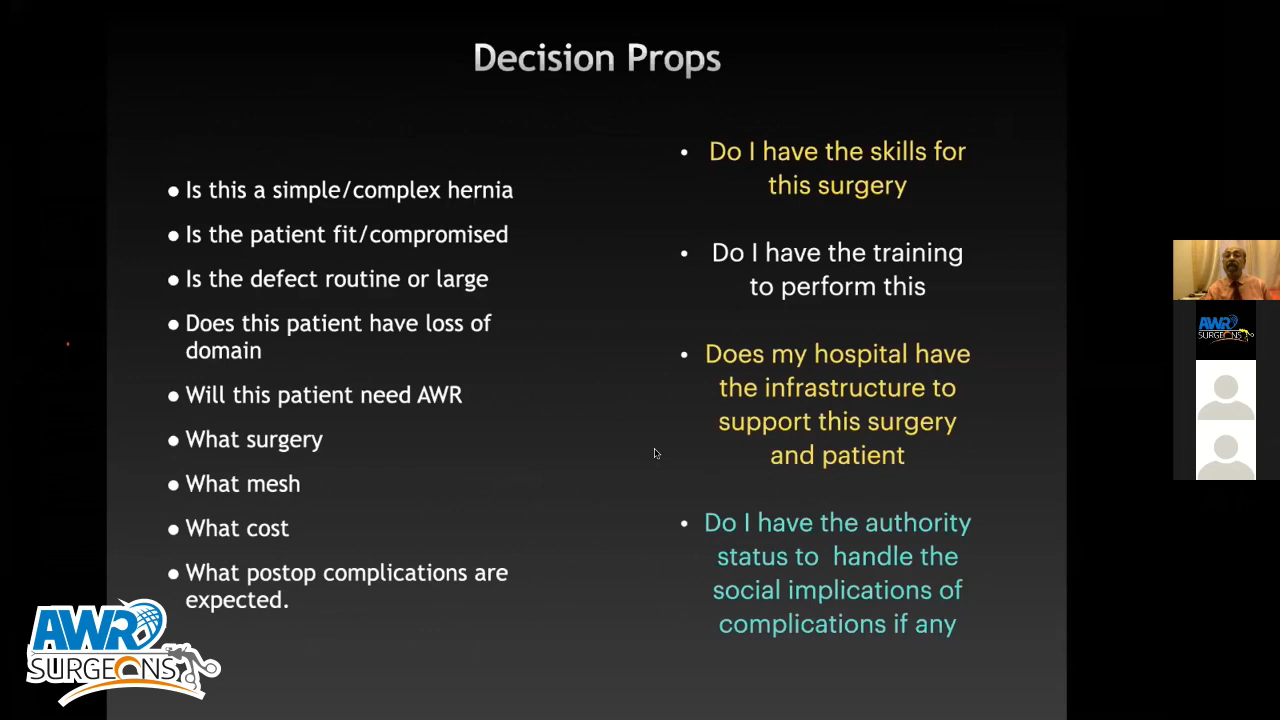 Decision Props
• Is this a simple/complex hernia
• Is the patient fit/compromised
• Is the defect routine or large
• Does this patient have loss of
domain
• Will this patient need AWR
• What surgery
• What mesh
• What cost
• What postop complications are
expected.
• Do I have the skills for
this surgery
• Do I have the training
to perform this
• Does my hospital have
the infrastructure to
support this surgery
and patient
• Do I have the authority
status to handle the
social implications of
complications if any
AWR
SURGEONS
AWR
SURGEONS